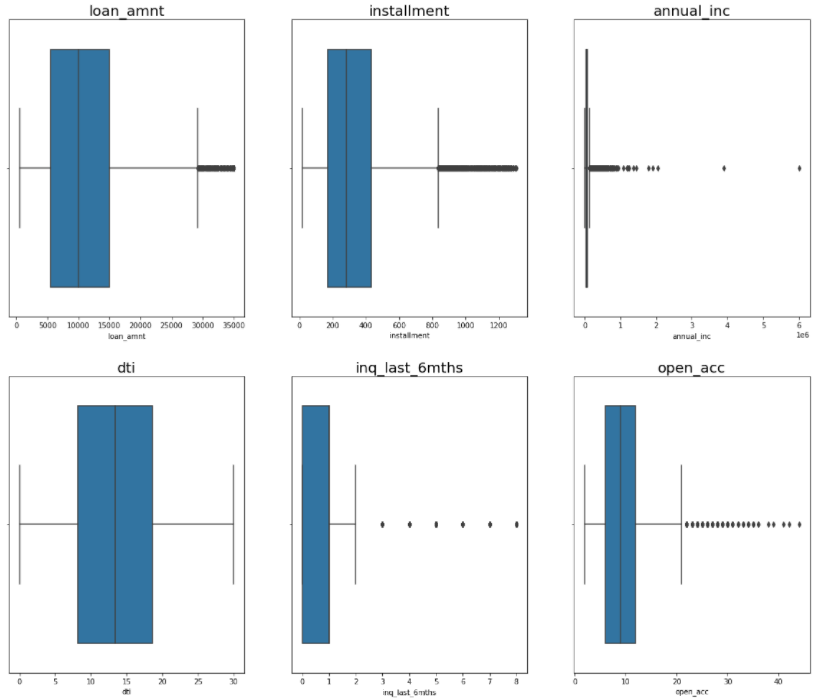 loan_amnt installment annual_inc
0 5000 10000 15000 20000 25000 30000 35000 0 200 400 600 800 1000 1200 0 1 2 3 4 5 6
loan_amnt installment annual_inc 1e6
dti inq_last_6mths open_acc
0 5 10 15 20 25 30 0 1 2 3 4 5 6 7 8 0 10 20 30 40
dti inq_last_6mths open_acc